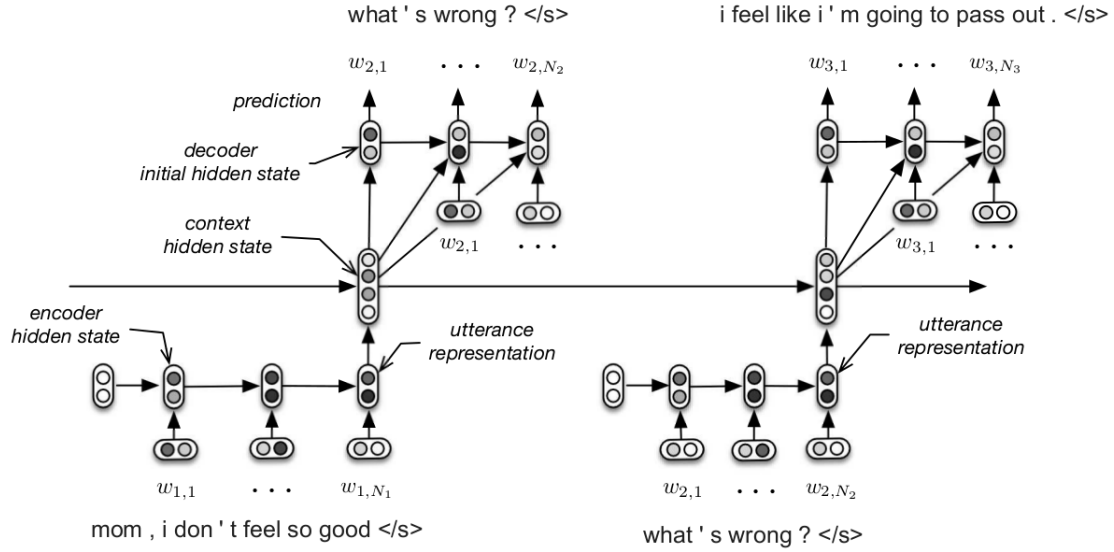 what ' s wrong ? </s>
i feel like i ' m going to pass out . </s>
w2,1 . . . w2,N2
w3,1 . . . w3,N3
prediction
decoder
initial hidden state
context
hidden state
w2,1 . . .
w3,1 . . .
encoder
hidden state
utterance
representation
utterance
representation
w1,1 . . . w1,N1
w2,1 . . . w2,N2
mom , i don ' t feel so good </s>
what ' s wrong ? </s>